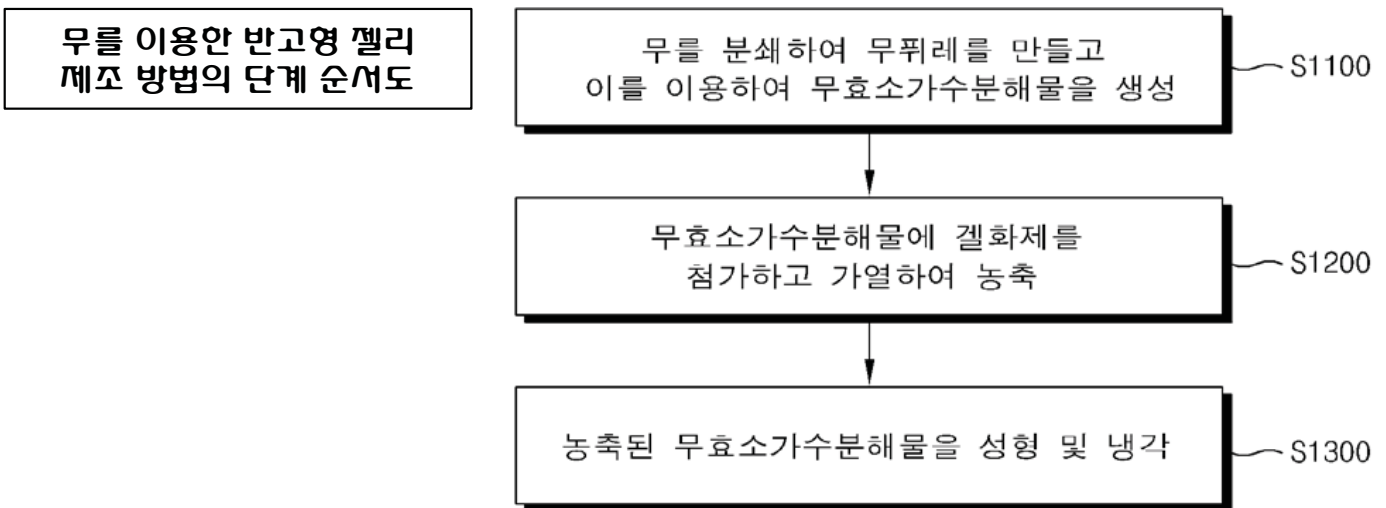 무를 이용한 반고형 젤리
제조 방법의 단계 순서도
무를 분쇄하여 무퓌레를 만들고
이를 이용하여 무효소가수분해물을 생성
S1100
무효소가수분해물에 겔화제를
첨가하고 가열하여 농축
S1200
농축된 무효소가수분해물을 성형 및 냉각
S1300